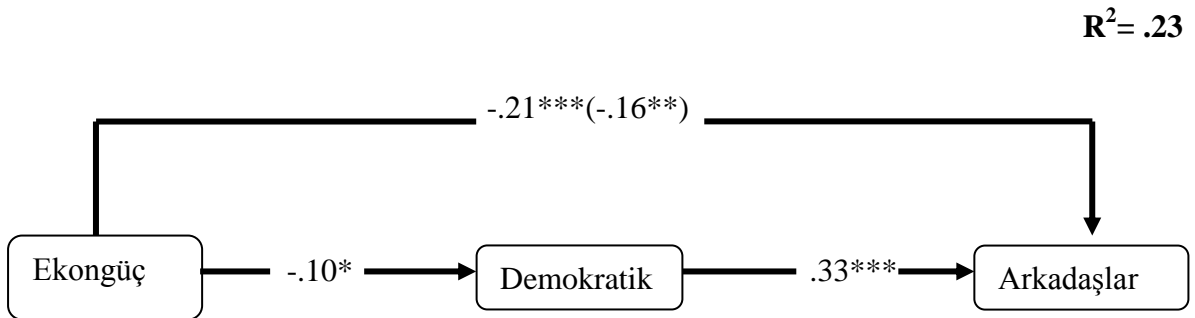 R²= .23
-.21***(-.16**)
Ekongüç
-.10*
Demokratik
.33***
Arkadaşlar